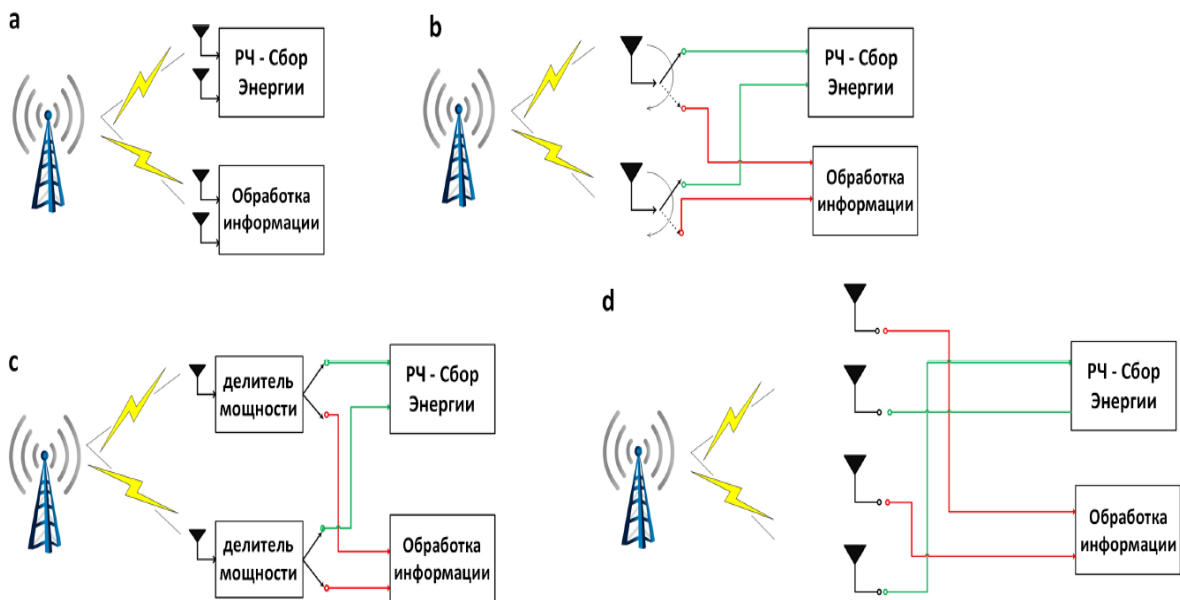 a
РЧ - Сбор
Энергии
Обработка
информации
b
РЧ - Сбор
Энергии
Обработка
информации
c
делитель
мощности
делитель
мощности
РЧ - Сбор
Энергии
Обработка
информации
d
РЧ - Сбор
Энергии
Обработка
информации